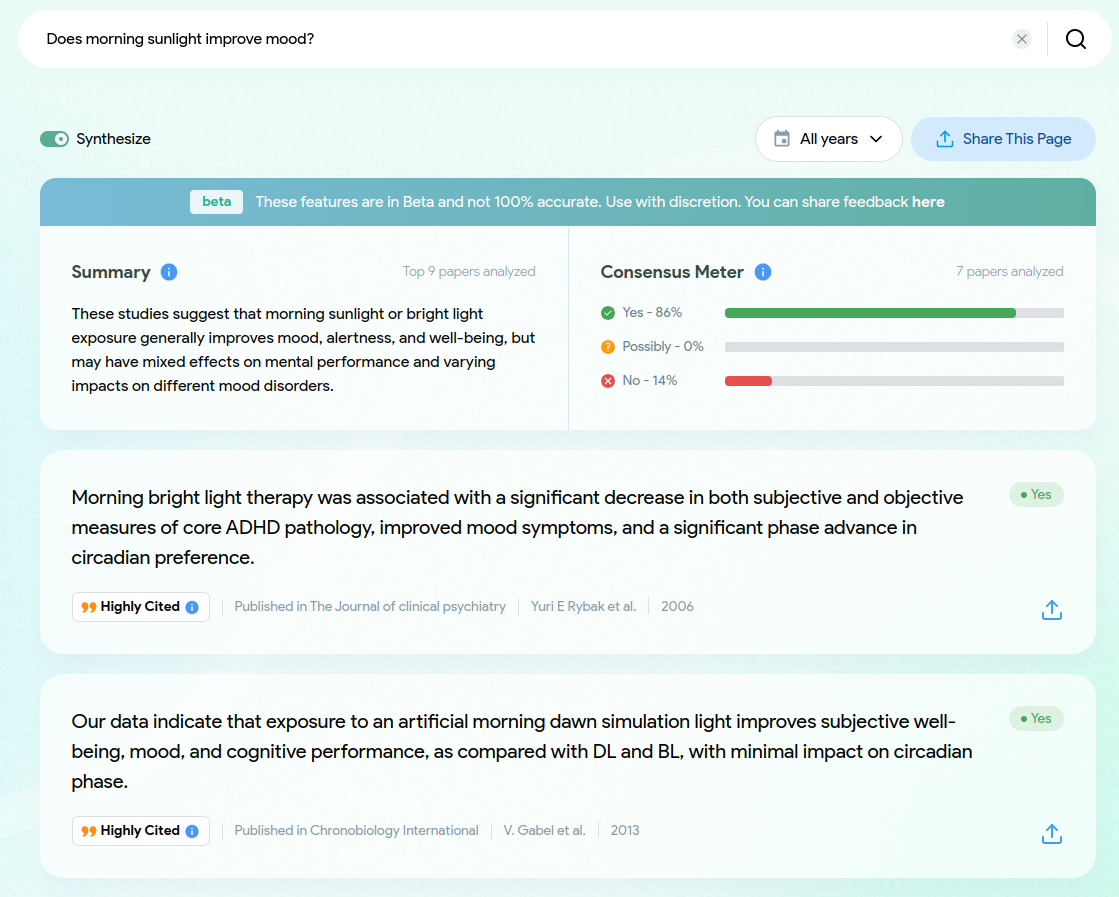 Does morning sunlight improve mood?
Synthesize
All years
Share This Page
beta These features are in Beta and not 100% accurate. Use with discretion. You can share feedback here
Summary
Top 9 papers analyzed
These studies suggest that morning sunlight or bright light
exposure generally improves mood, alertness, and well-being, but
may have mixed effects on mental performance and varying
impacts on different mood disorders.
Consensus Meter
7 papers analyzed
Yes - 86%
Possibly - 0%
No - 14%
Morning bright light therapy was associated with a significant decrease in both subjective and objective
measures of core ADHD pathology, improved mood symptoms, and a significant phase advance in
circadian preference.
Yes
Highly Cited
Published in The Journal of clinical psychiatry
Yuri E Rybak et al.
2006
Our data indicate that exposure to an artificial morning dawn simulation light improves subjective well-
being, mood, and cognitive performance, as compared with DL and BL, with minimal impact on circadian
phase.
Yes
Highly Cited
Published in Chronobiology International
V. Gabel et al.
2013